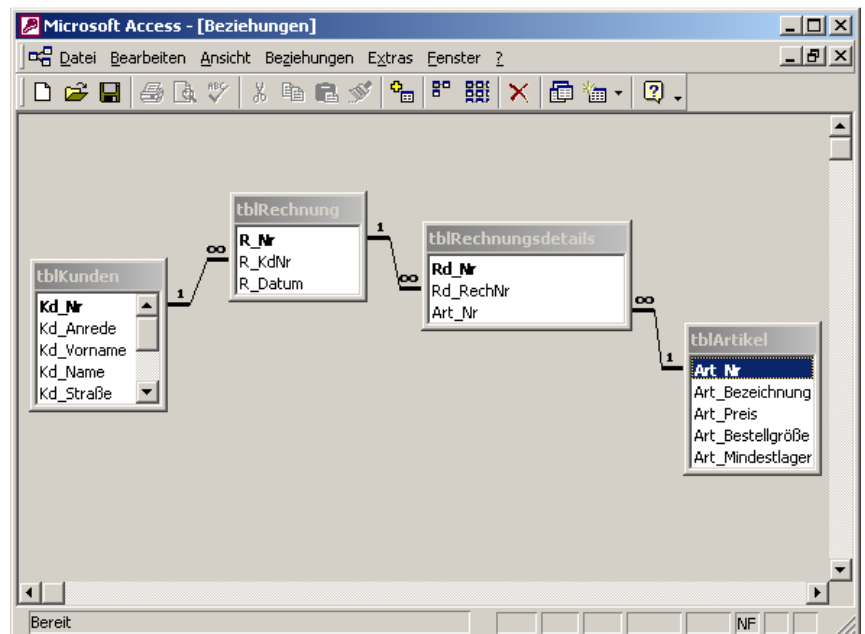 Microsoft Access - [Beziehungen]
Datei Bearbeiten Ansicht Beziehungen Extras Fenster ?
ABC
tblKunden
Kd_Nr
Kd_Anrede
Kd_Vorname
Kd_Name
Kd_Straße
1
∞
tblRechnung
R_Nr
R_KdNr
R_Datum
1
∞
tblRechnungsdetails
Rd_Nr
Rd_RechNr
Art_Nr
∞
1
tblArtikel
Art_Nr
Art_Bezeichnung
Art_Preis
Art_Bestellgröße
Art_Mindestlager
Bereit
NF